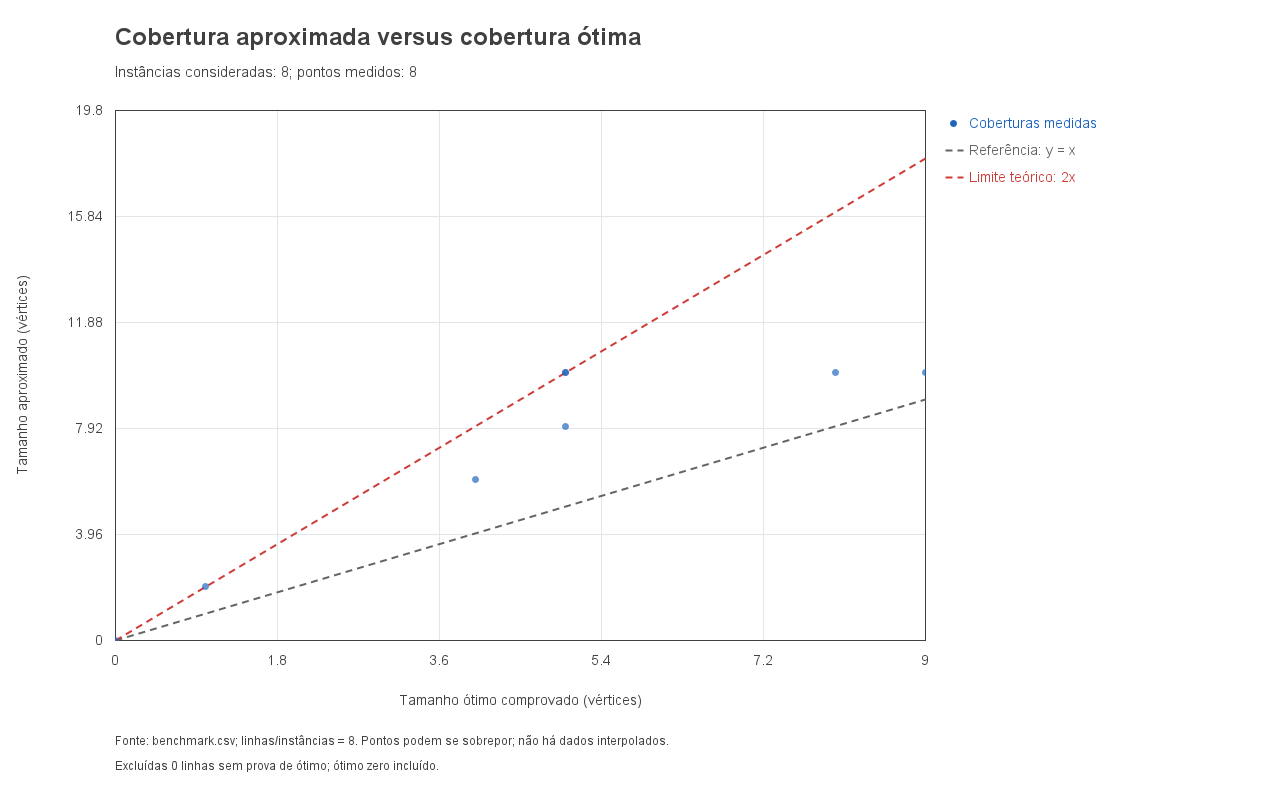 Cobertura aproximada versus cobertura ótima
Instâncias consideradas: 8; pontos medidos: 8
19.8
15.84
11.88
7.92
3.96
0
Tamanho aproximado (vértices)
0
1.8
3.6
5.4
7.2
9
Tamanho ótimo comprovado (vértices)
Coberturas medidas
Referência: y = x
Limite teórico: 2x
Fonte: benchmark.csv; linhas/instâncias = 8. Pontos podem se sobrepor; não há dados interpolados.
Excluídas 0 linhas sem prova de ótimo; ótimo zero incluído.